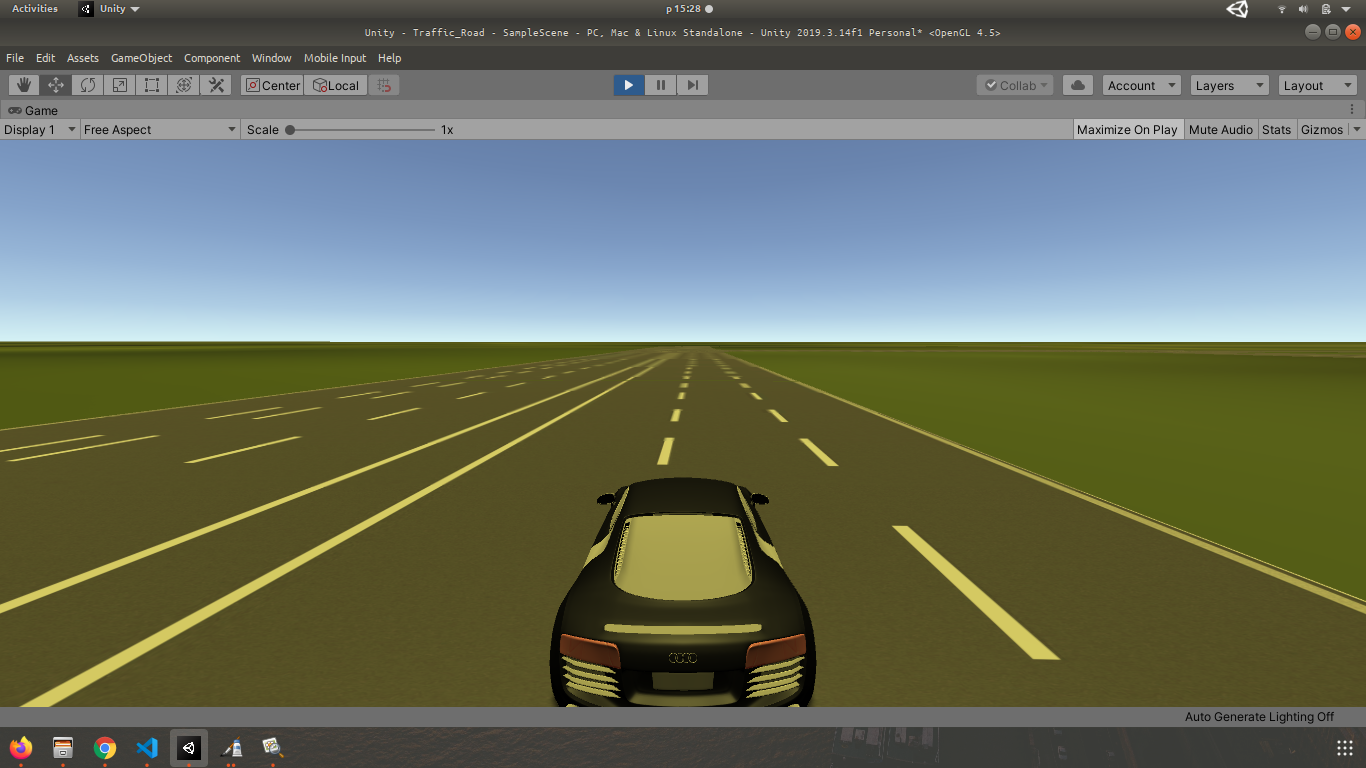 Activities Unity р 15:28
Unity - Traffic_Road - SampleScene - PC, Mac & Linux Standalone - Unity 2019.3.14f1 Personal* <OpenGL 4.5>
File Edit Assets GameObject Component Window Mobile Input Help
Center Local Collab Account Layers Layout
Game
Display 1 Free Aspect Scale 1x Maximize On Play Mute Audio Stats Gizmos
Auto Generate Lighting Off